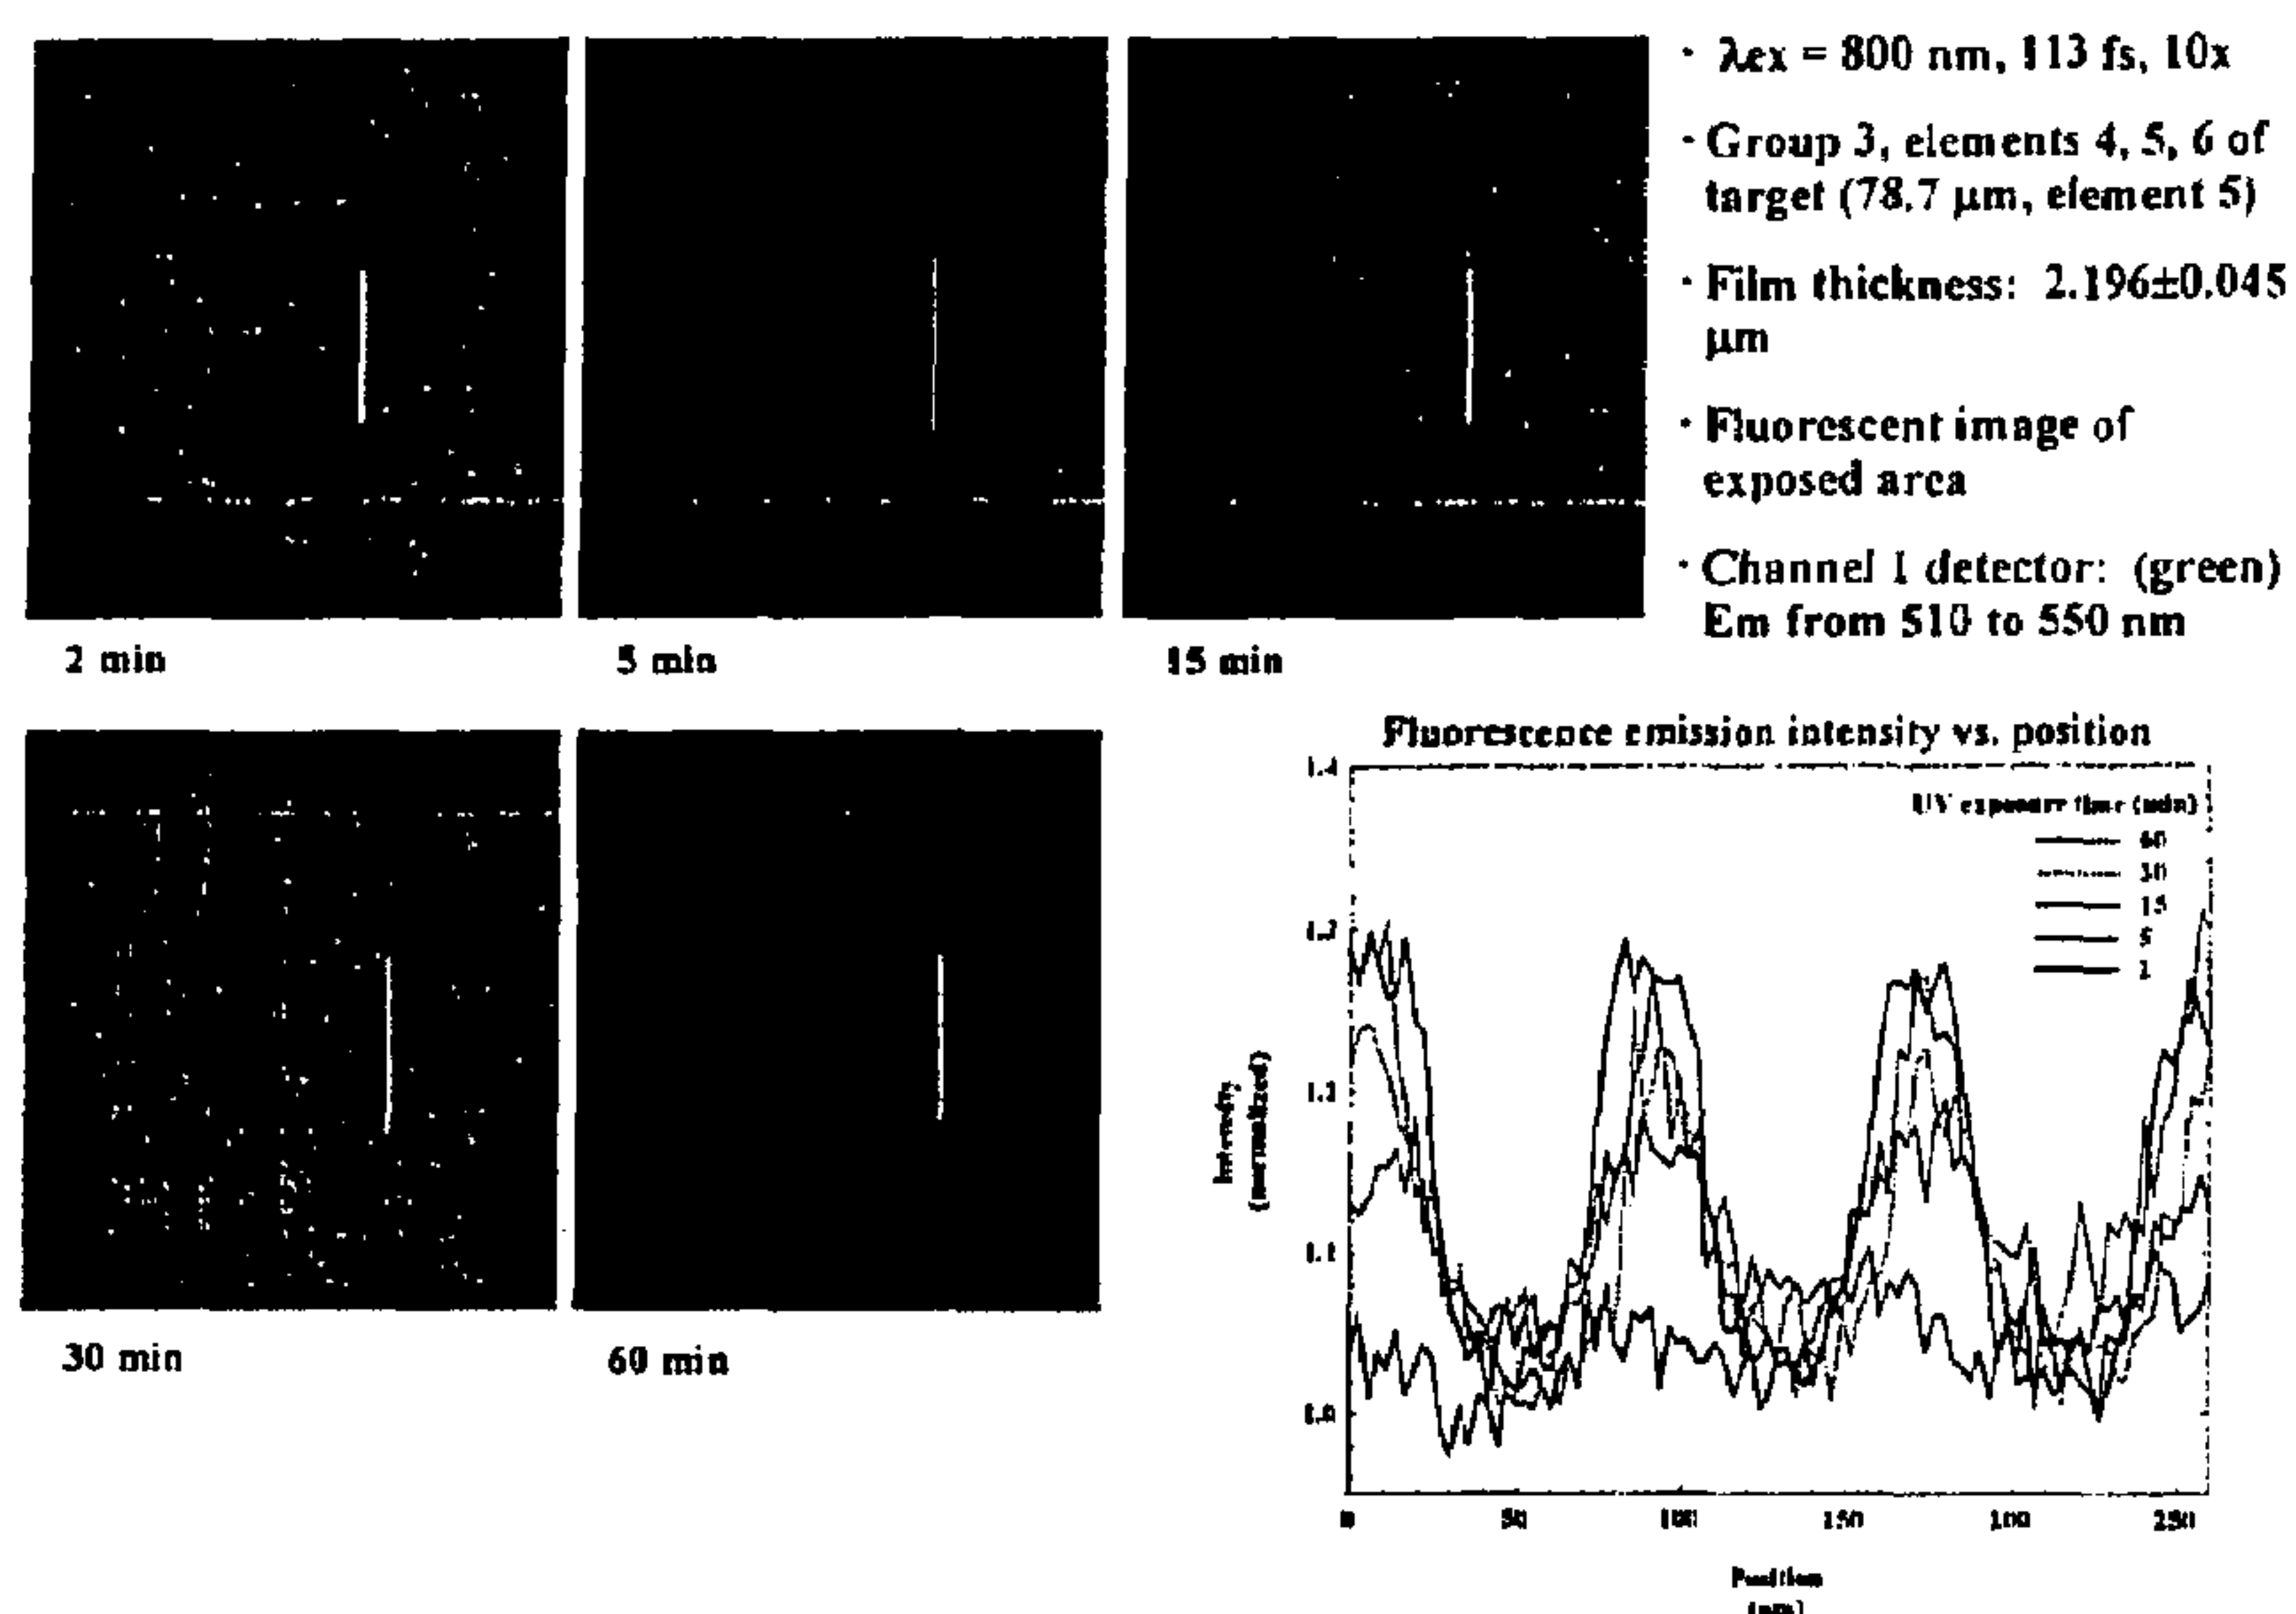 · λex = 800 nm, 113 fs, 10x
· Group 3, elements 4, 5, 6 of
target (78.7 μm, element 5)
· Film thickness: 2.196±0.045
μm
· Fluorescent image of
exposed area
· Channel 1 detector: (green)
Em from 510 to 550 nm
2 min
5 min
15 min
Fluorescence emission intensity vs. position
1.4
UV exposure time (min)
60
30
15
5
1.1
Intensity
(normalized)
30 min
60 min
0
50
100
150
250
Position